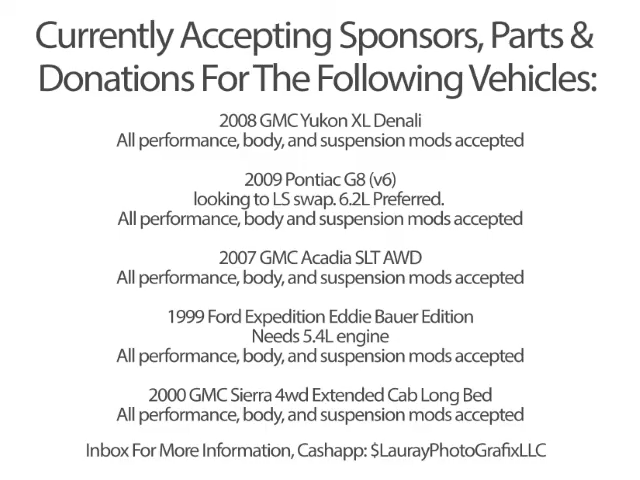 Currently Accepting Sponsors, Parts &
Donations For The Following Vehicles:
2008 GMC Yukon XL Denali
All performance, body, and suspension mods accepted
2009 Pontiac G8 (v6)
looking to LS swap. 6.2L Preferred.
All performance, body and suspension mods accepted
2007 GMC Acadia SLT AWD
All performance, body, and suspension mods accepted
1999 Ford Expedition Eddie Bauer Edition
Needs 5.4L engine
All performance, body, and suspension mods accepted
2000 GMC Sierra 4wd Extended Cab Long Bed
All performance, body, and suspension mods accepted
Inbox For More Information, Cashapp: $LaurayPhotoGrafixLLC